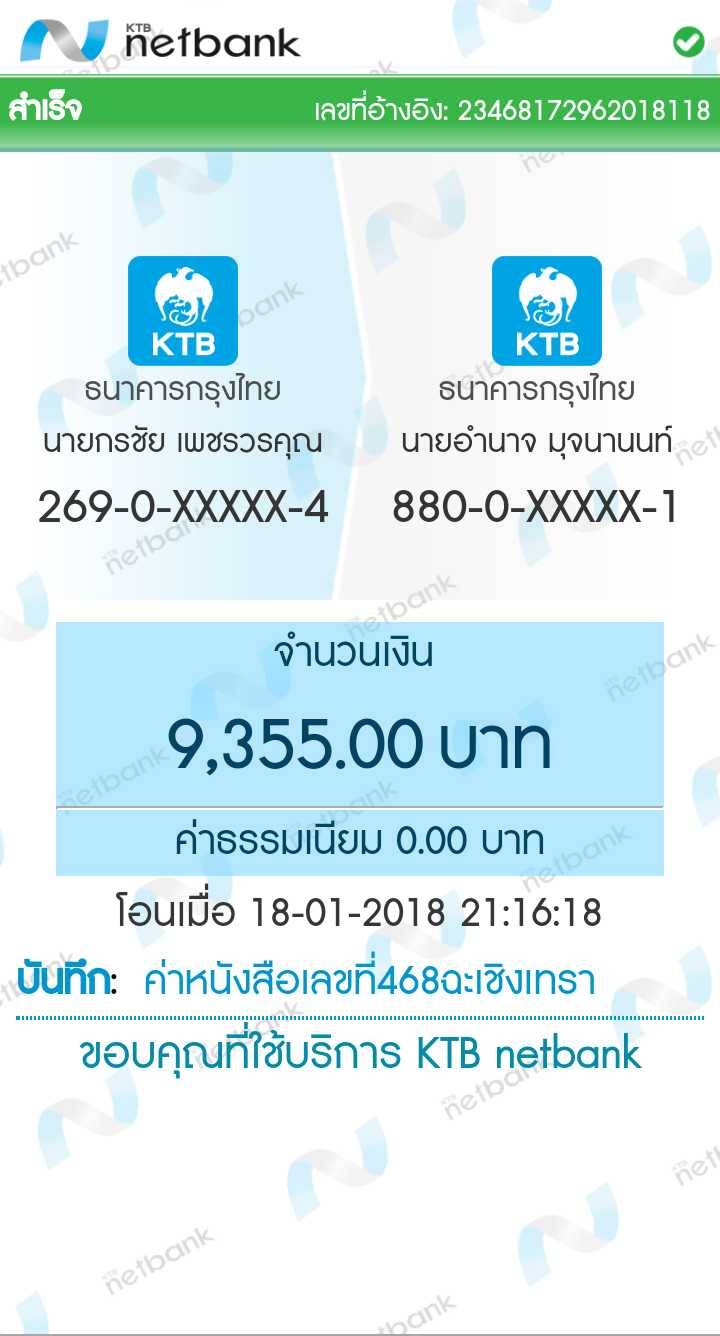 KTB
netbank
สำเร็จ เลขที่อ้างอิง: 23468172962018118
KTB KTB
ธนาคารกรุงไทย ธนาคารกรุงไทย
นายกรชัย เพชรวรคุณ นายอำนาจ มุจนานนท์
269-0-XXXXX-4 880-0-XXXXX-1
จำนวนเงิน
9,355.00 บาท
ค่าธรรมเนียม 0.00 บาท
โอนเมื่อ 18-01-2018 21:16:18
บันทึก: ค่าหนังสือเลขที่468ฉะเชิงเทรา
ขอบคุณที่ใช้บริการ KTB netbank